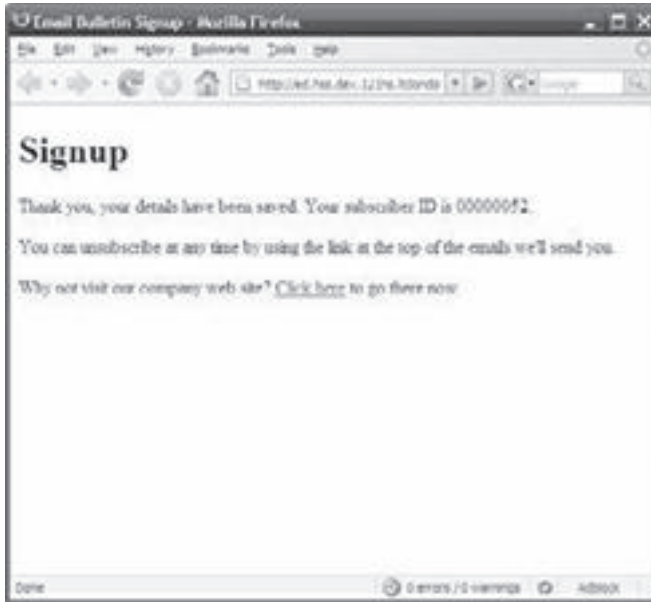 Email Bulletin Signup - Mozilla Firefox
File Edit View History Bookmarks Tools Help
Signup
Thank you, your details have been saved. Your subscriber ID is 00000052.
You can unsubscribe at any time by using the link at the top of the emails we'll send you.
Why not visit our company web site? Click here to go there now
Done 0 errors / 0 warnings Adblock